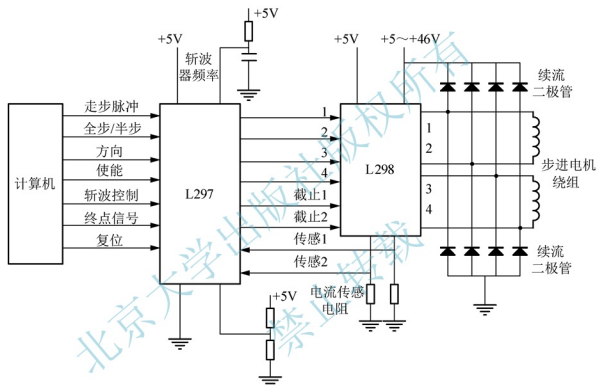 +5V
+5V
斩波
器频率
+5V
+5～+46V
计算机
走步脉冲
全步/半步
方向
使能
斩波控制
终点信号
复位
L297
1
2
3
4
截止1
截止2
传感1
传感2
L298
1
2
3
4
续流
二极管
步进电机
绕组
续流
二极管
电流传感
电阻
+5V
北京大学出版社版权所有
禁止转载